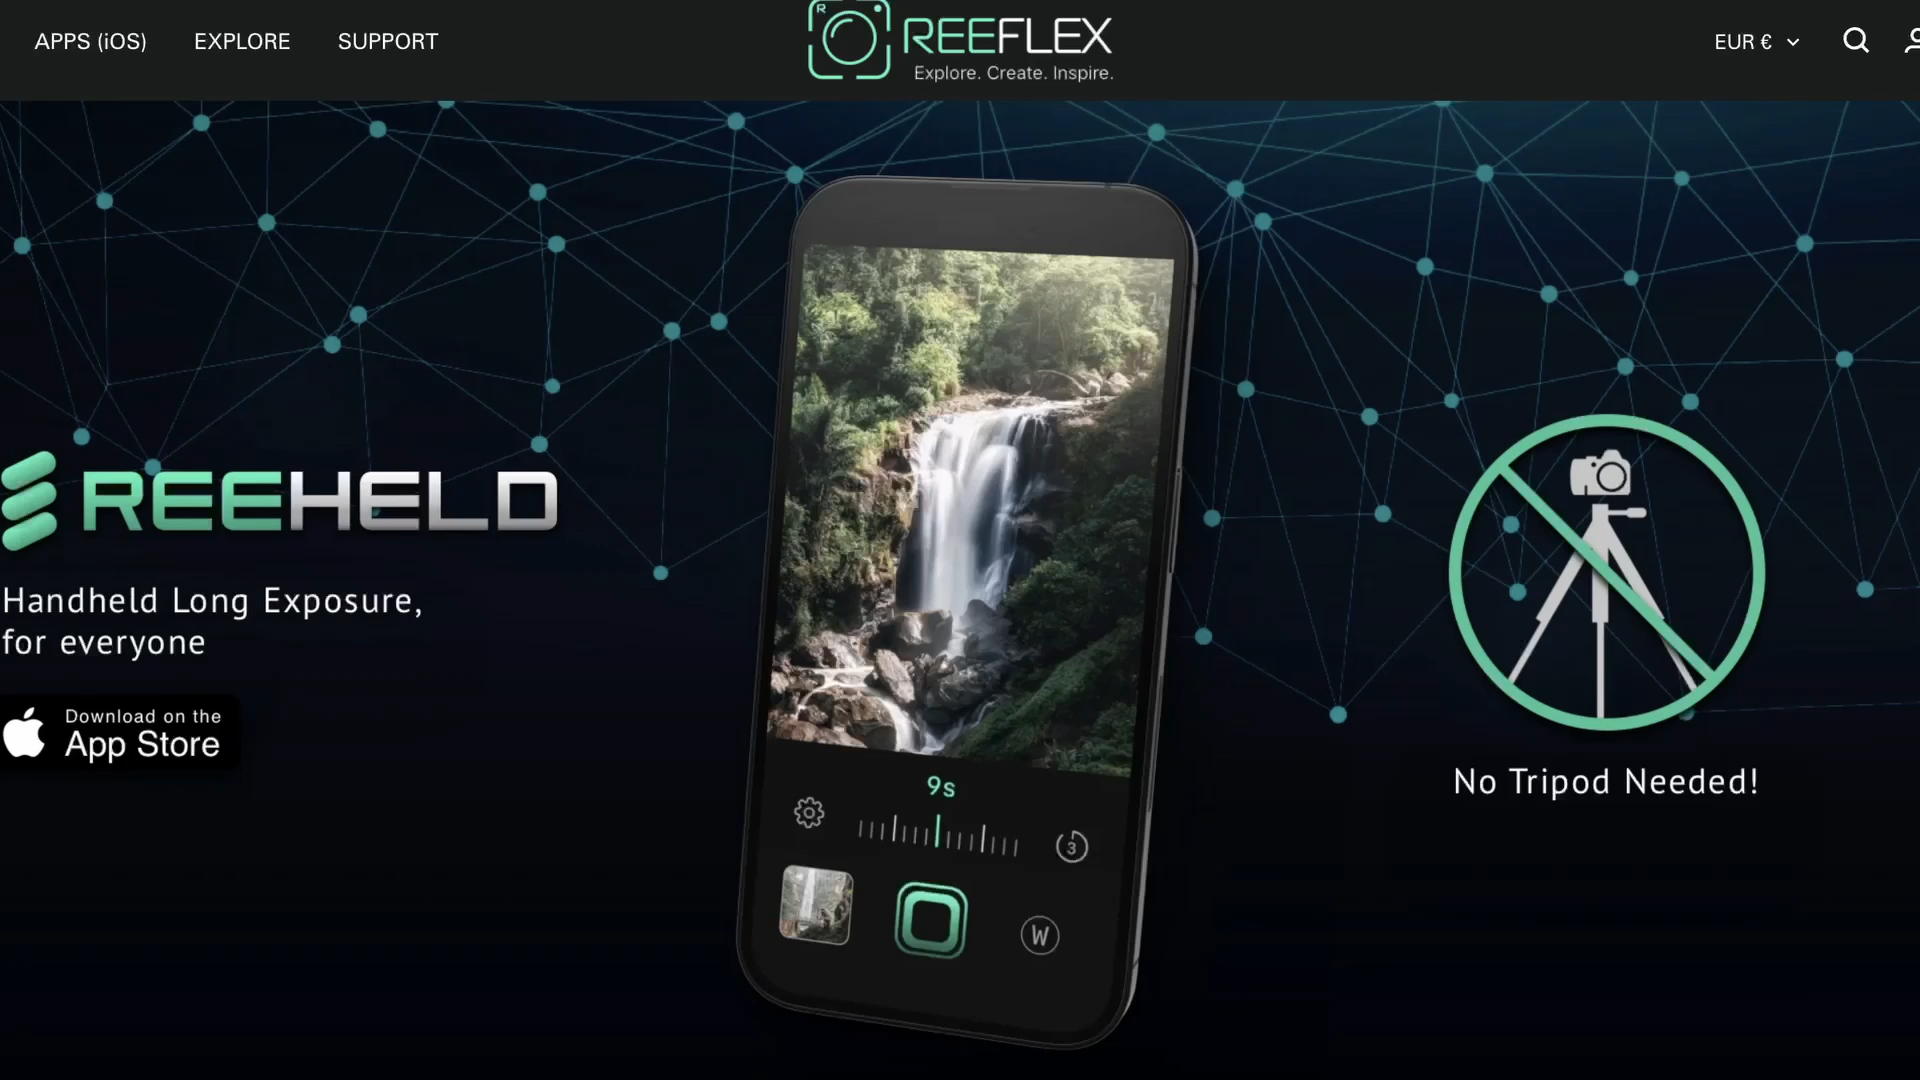 APPS (iOS)
EXPLORE
SUPPORT
R
REEFLEX
Explore. Create. Inspire.
EUR €
REEHELD
Handheld Long Exposure,
for everyone
Download on the
App Store
9s
3
W
No Tripod Needed!